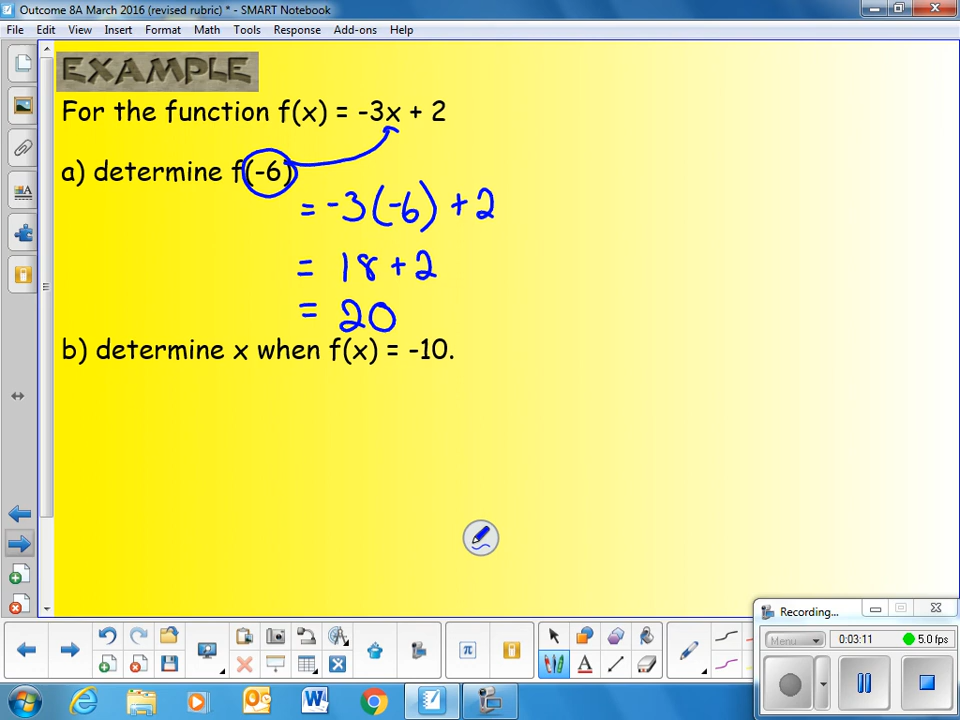 Outcome 8A March 2016 (revised rubric) * - SMART Notebook
File Edit View Insert Format Math Tools Response Add-ons Help
EXAMPLE
For the function f(x) = -3x + 2
a) determine f(-6)
= -3(-6) + 2
= 18 + 2
= 20
b) determine x when f(x) = -10.
Recording...
Menu 0:03:11 5.0 fps
π
A
W